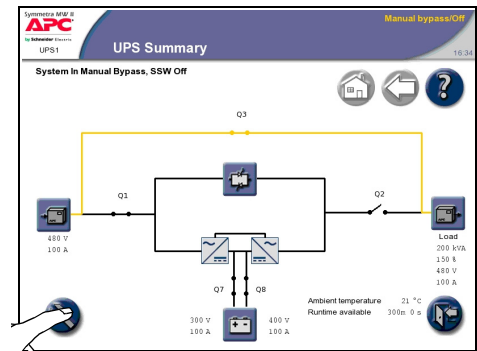 Symmetra MW II
APC
by Schneider Electric
UPS1
UPS Summary
Manual bypass/Off
16:34
System In Manual Bypass, SSW Off
?
Q3
Q1
Q2
480 V
100 A
Load
200 kVA
150 %
480 V
100 A
Q7
Q8
300 V
100 A
400 V
100 A
Ambient temperature 21 °C
Runtime available 300m 0 s